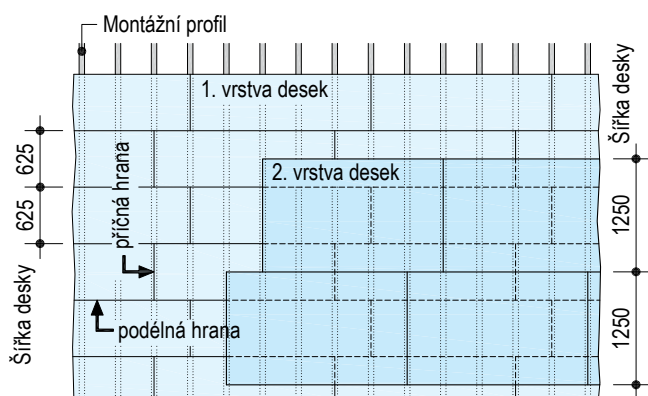 Montážní profil
1. vrstva desek
Šířka desky
625
příčná hrana
2. vrstva desek
625
1250
Šířka desky
podélná hrana
1250